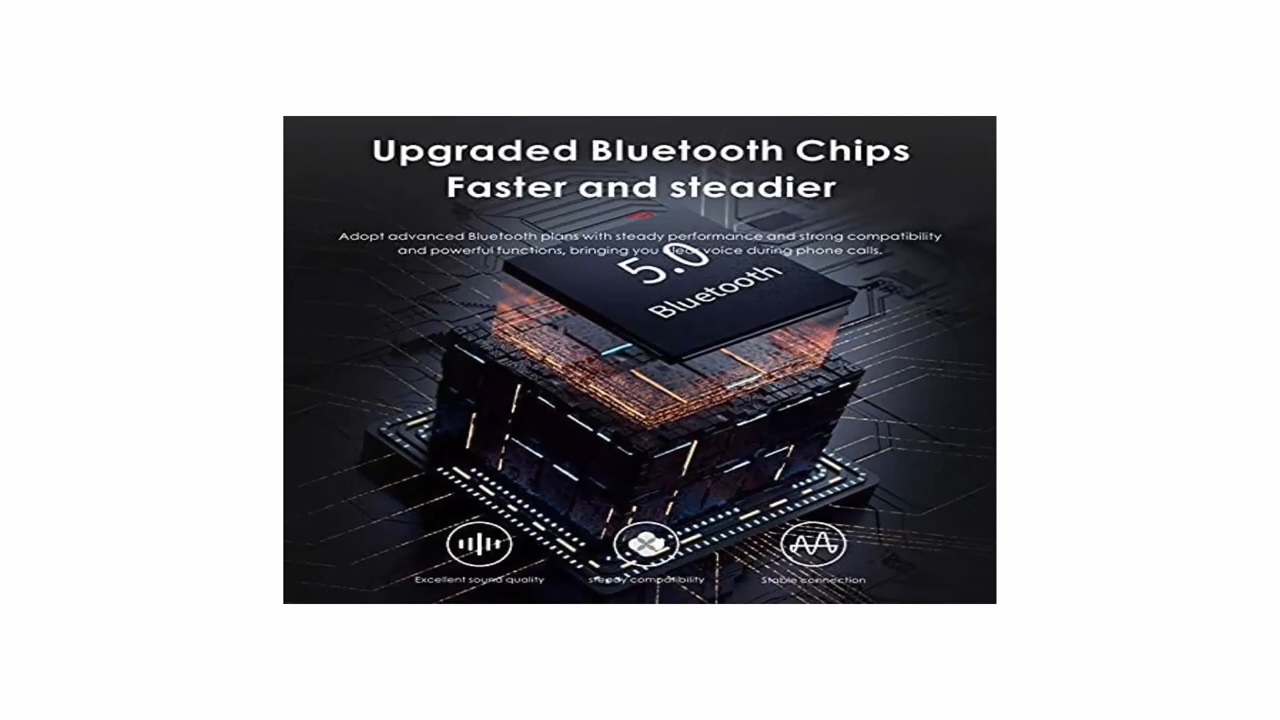 Upgraded Bluetooth Chips
Faster and steadier
Adopt advanced Bluetooth plans with steady performance and strong compatibility
and powerful functions, bringing you clear voice during phone calls.
5.0
Bluetooth
Excellent sound quality
steady compatibility
Stable connection